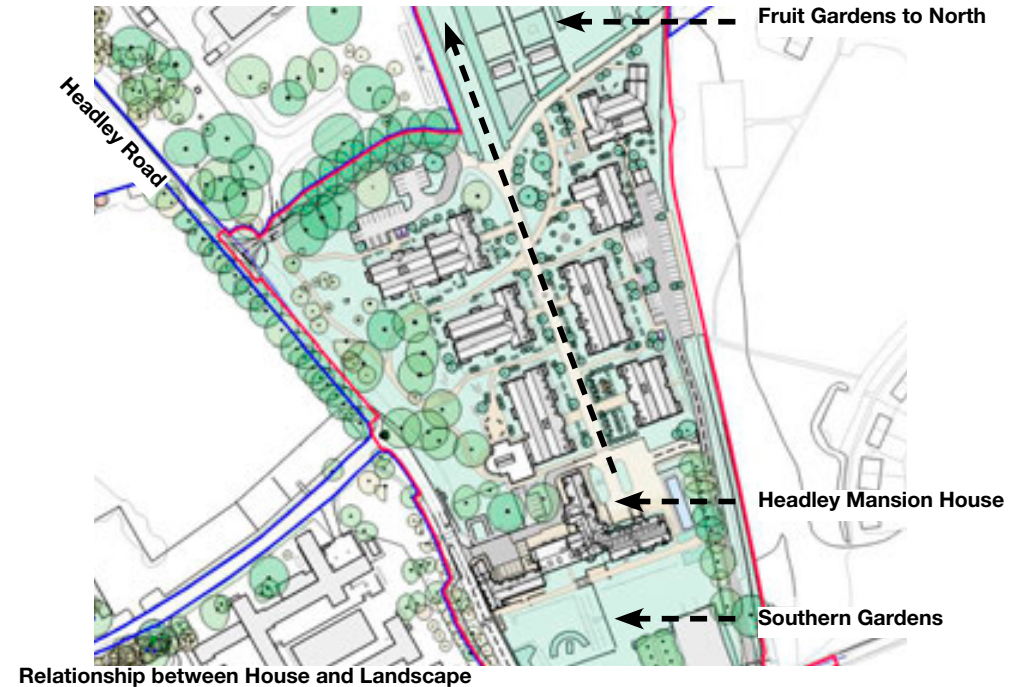 Fruit Gardens to North
Headley Road
Headley Mansion House
Southern Gardens
Relationship between House and Landscape